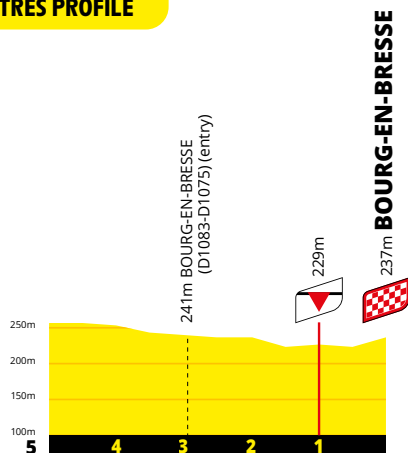 TRES PROFILE
241m BOURG-EN-BRESSE
(D1083-D1075) (entry)
229m
237m BOURG-EN-BRESSE
250m
200m
150m
100m
5 4 3 2 1